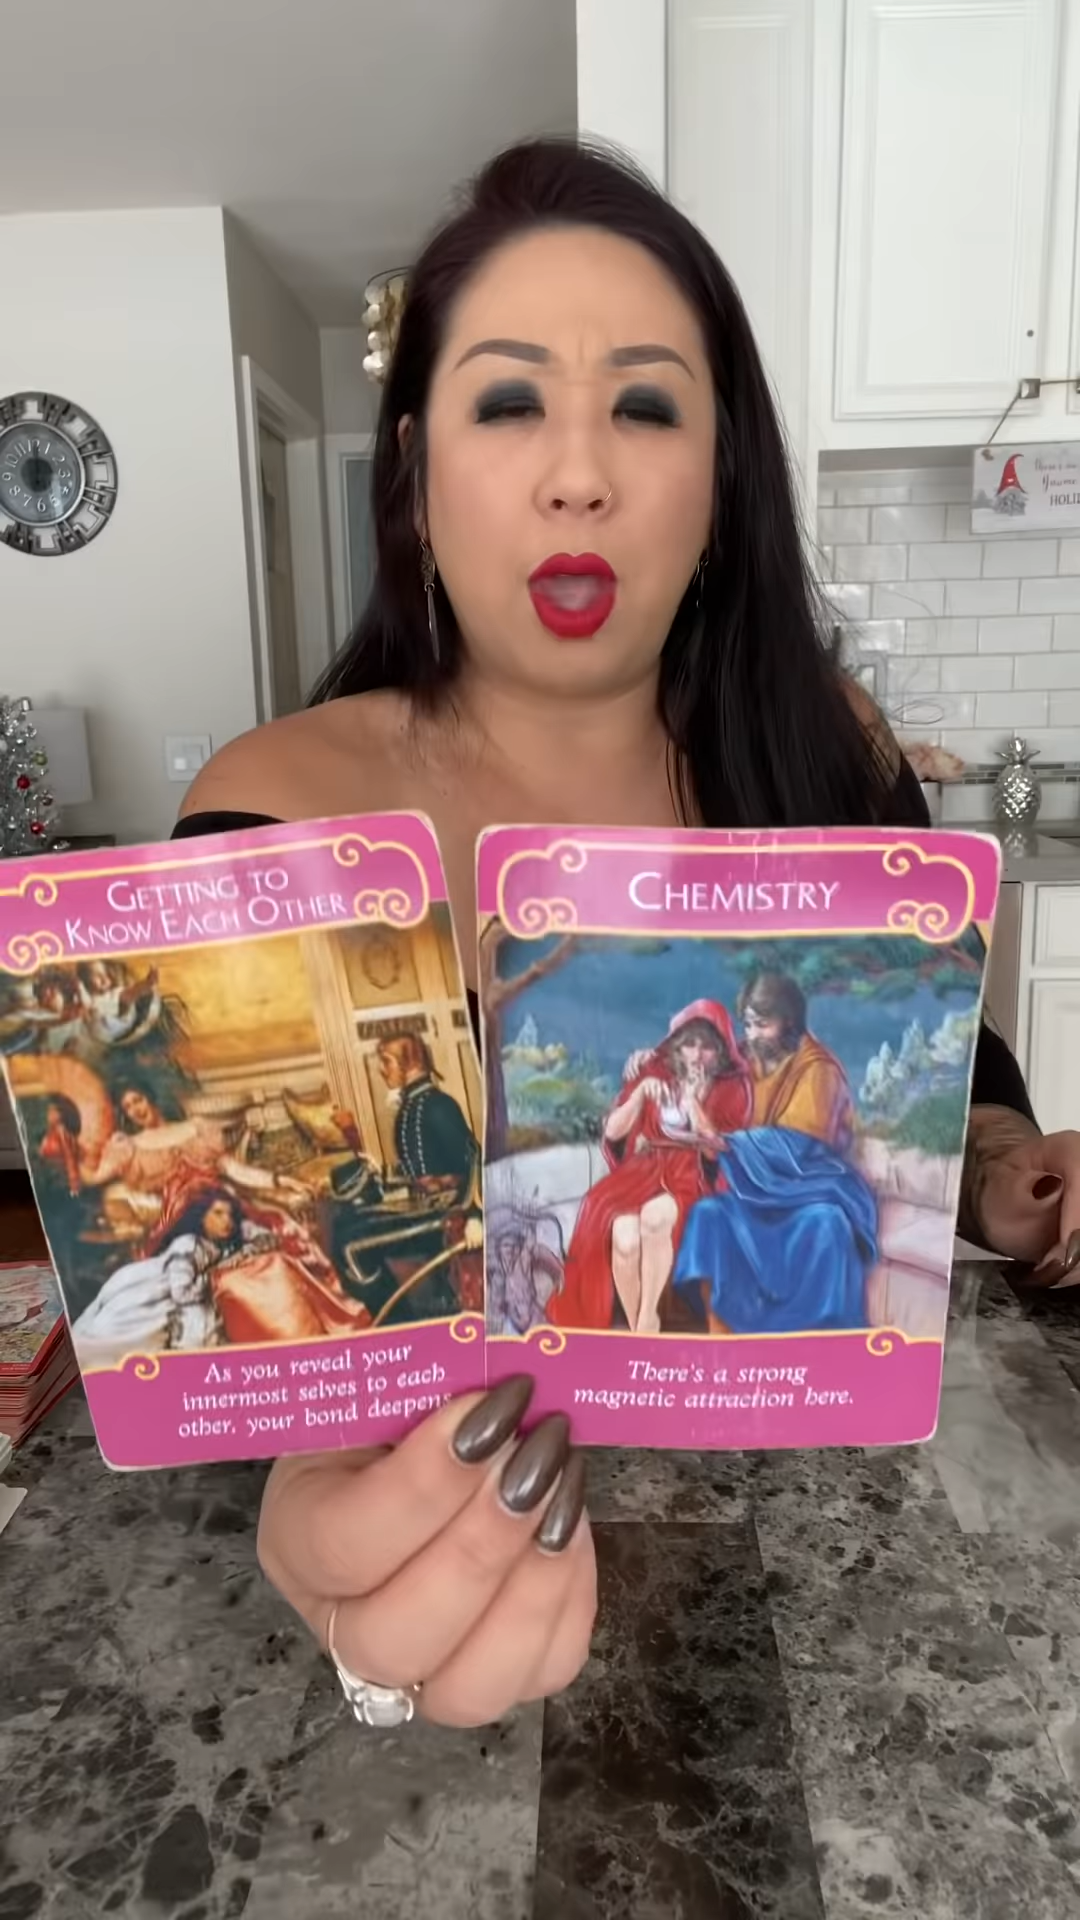 GETTING TO
KNOW EACH OTHER
As you reveal your
innermost selves to each
other, your bond deepens
CHEMISTRY
There's a strong
magnetic attraction here.
HOLI